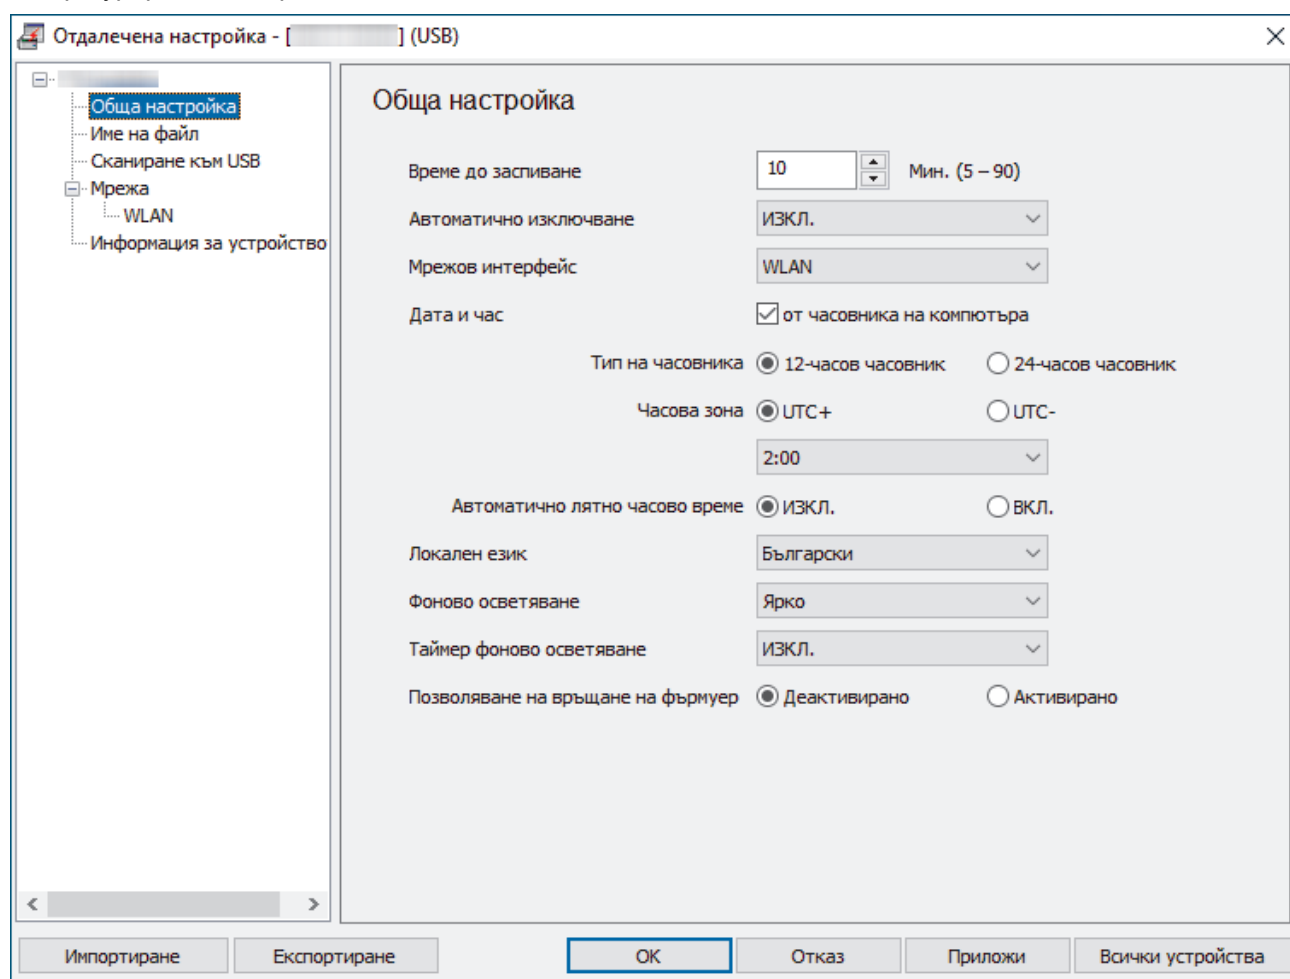 Отдалечена настройка - [ ] (USB)
Обща настройка
Име на файл
Сканиране към USB
Мрежа
WLAN
Информация за устройство
Обща настройка
Време до заспиване 10 Мин. (5 – 90)
Автоматично изключване ИЗКЛ.
Мрежов интерфейс WLAN
Дата и час от часовника на компютъра
Тип на часовника 12-часов часовник 24-часов часовник
Часова зона UTC+ UTC-
2:00
Автоматично лятно часово време ИЗКЛ. ВКЛ.
Локален език Български
Фоново осветяване Ярко
Таймер фоново осветяване ИЗКЛ.
Позволяване на връщане на фърмуер Деактивирано Активирано
Импортиране Експортиране OK Отказ Приложи Всички устройства